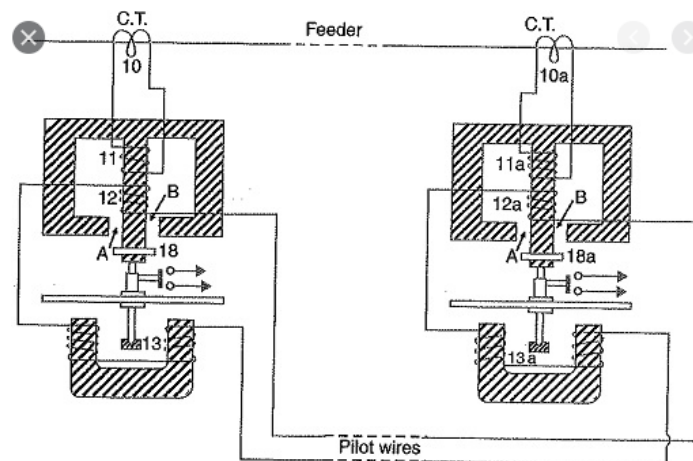 C.T.
Feeder
C.T.
10
10a
11
11a
12
B
12a
B
A
18
A
18a
13
13a
Pilot wires